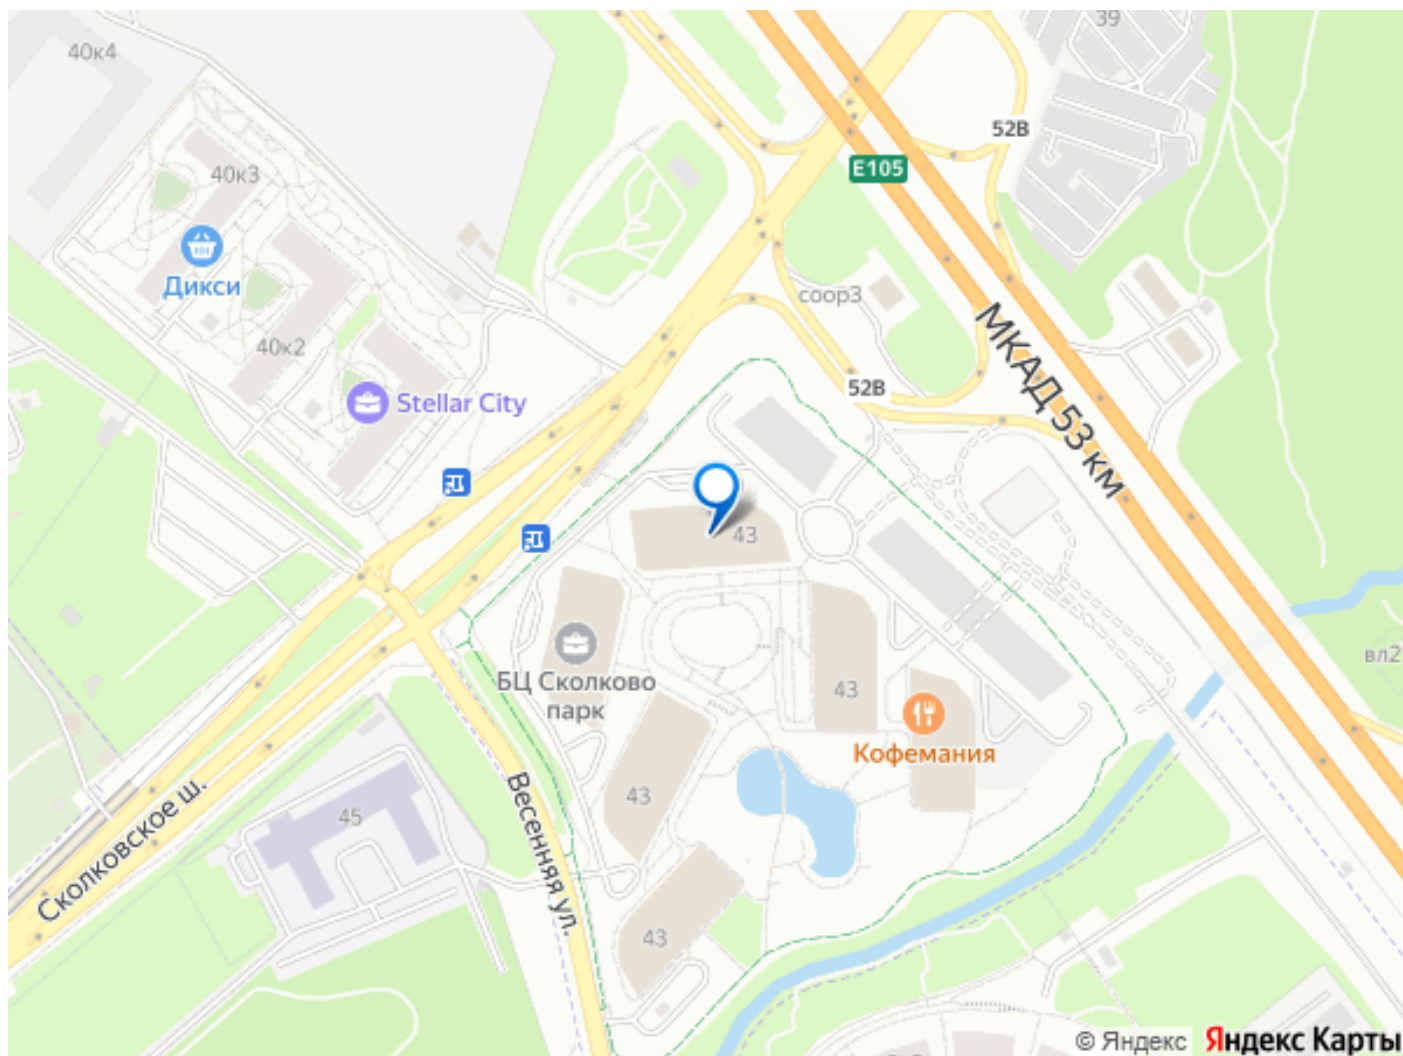 39
40к4
52В
E105
40к3
Дикси
соор3
МКАД 53 км
40к2
52В
Stellar City
43
вл2
БЦ Сколково
парк
43
Кофемания
Весенняя ул.
43
45
Сколковское ш.
43
© Яндекс
Яндекс Карты